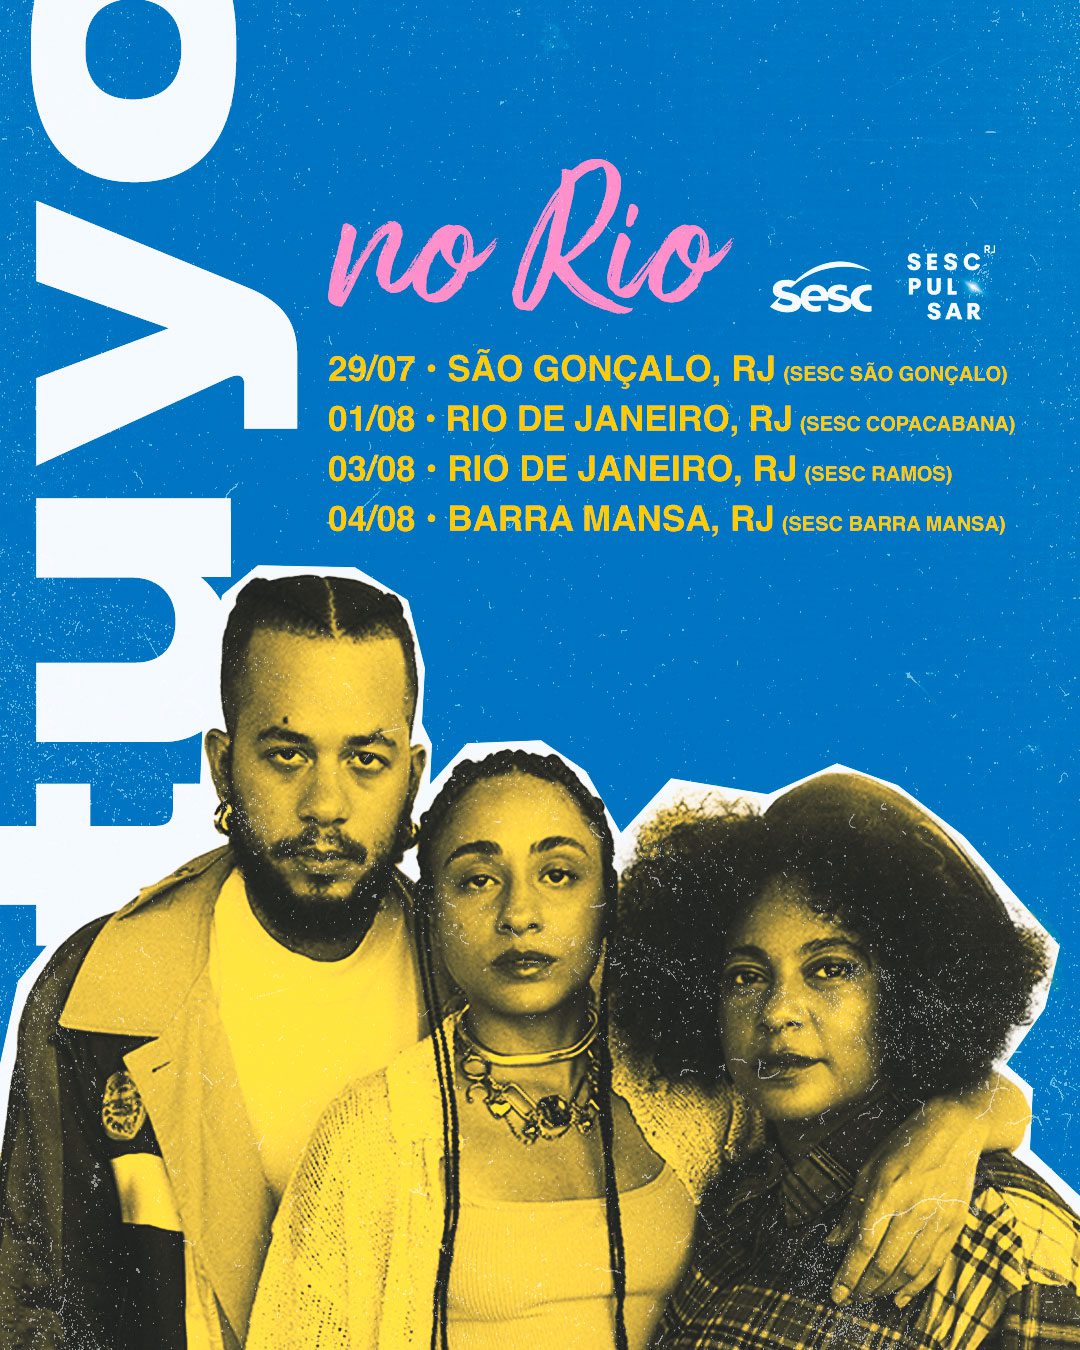 tuyo
no Rio
sesc
SESC RJ
PUL
SAR
29/07 • SÃO GONÇALO, RJ (SESC SÃO GONÇALO)
01/08 • RIO DE JANEIRO, RJ (SESC COPACABANA)
03/08 • RIO DE JANEIRO, RJ (SESC RAMOS)
04/08 • BARRA MANSA, RJ (SESC BARRA MANSA)